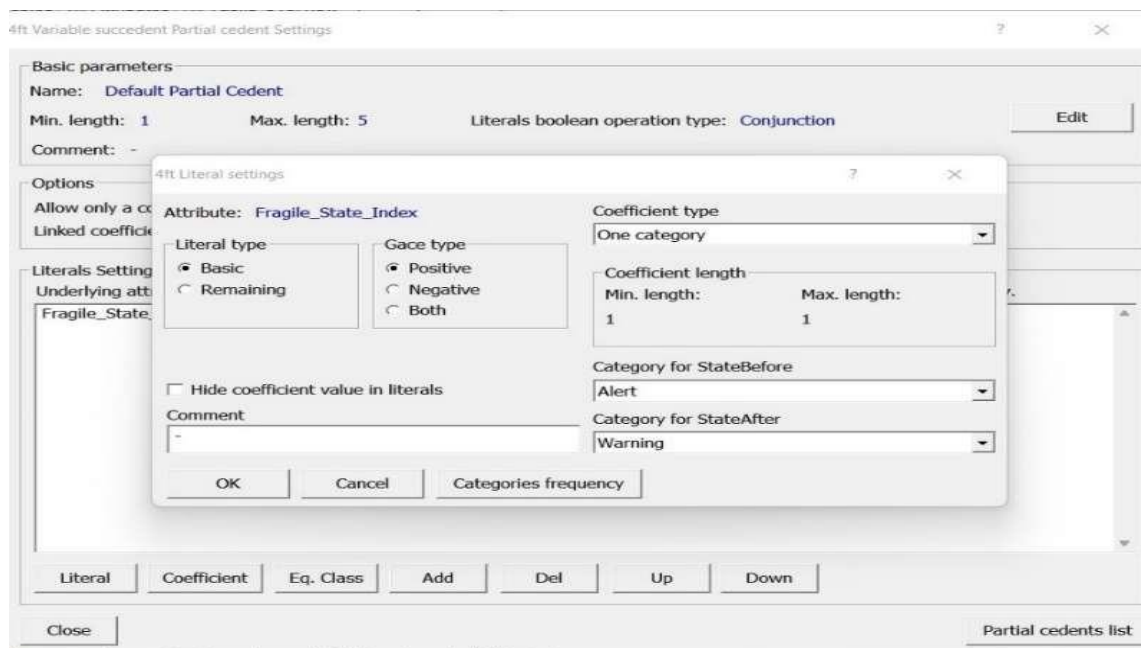 4ft Variable succedent Partial cedent Settings
Basic parameters
Name: Default Partial Cedent
Min. length: 1 Max. length: 5 Literals boolean operation type: Conjunction
Edit
Comment: -
Options
Allow only a
Linked
Literals Setting
Underlying
Fragile_State_
4ft Literal settings
Attribute: Fragile_State_Index
Literal type
Basic
Remaining
Gace type
Positive
Negative
Both
Hide coefficient value in literals
Comment
-
Coefficient type
One category
Coefficient length
Min. length: Max. length:
1 1
Category for StateBefore
Alert
Category for StateAfter
Warning
OK Cancel Categories frequency
Literal Coefficient Eq. Class Add Del Up Down
Close Partial cedents list